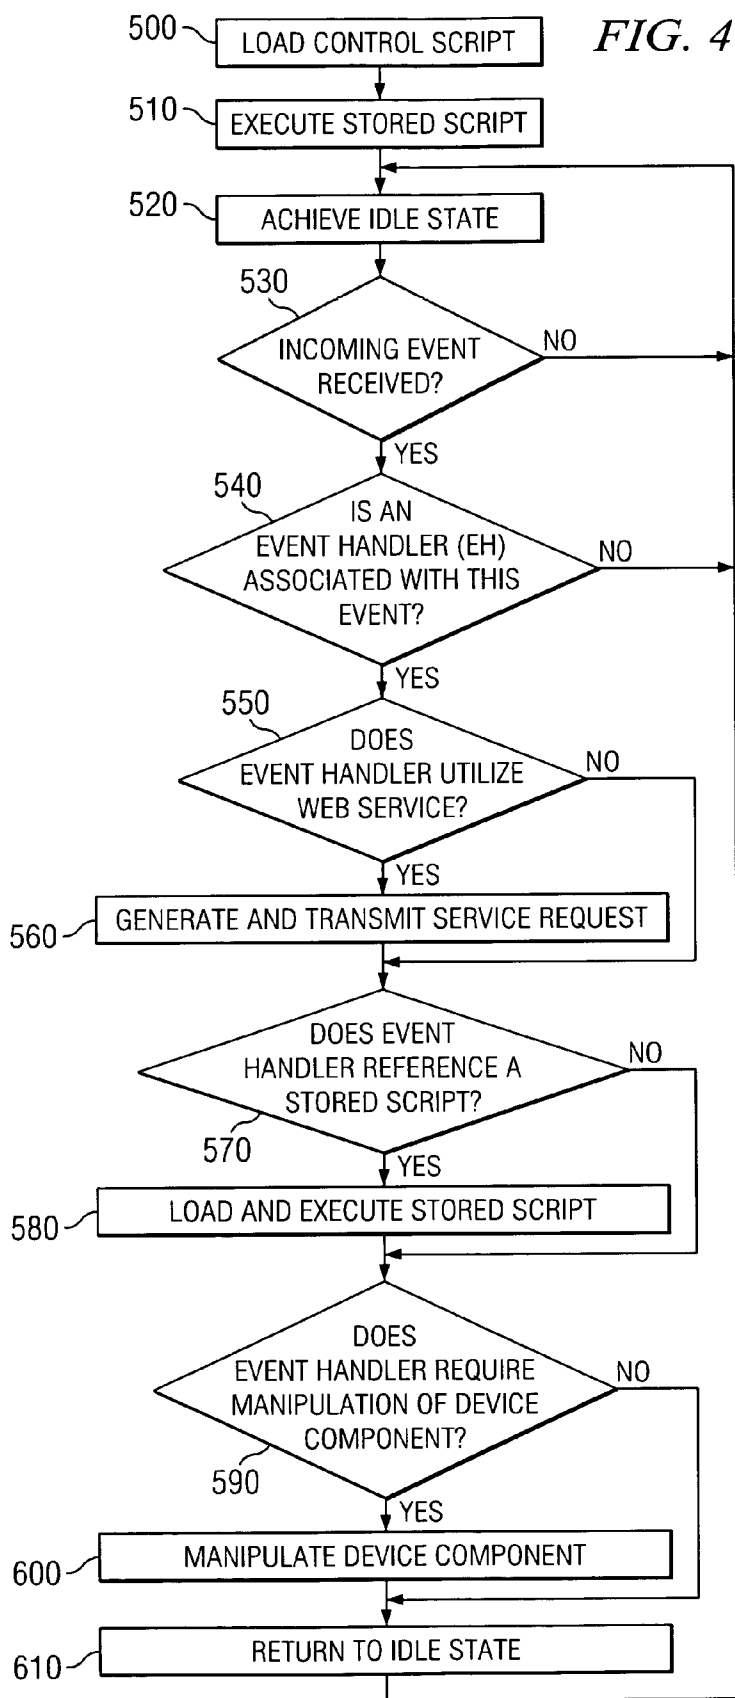 FIG. 4
500
LOAD CONTROL SCRIPT
510
EXECUTE STORED SCRIPT
520
ACHIEVE IDLE STATE
530
INCOMING EVENT
RECEIVED?
NO
YES
540
IS AN
EVENT HANDLER (EH)
ASSOCIATED WITH THIS
EVENT?
NO
YES
550
DOES
EVENT HANDLER UTILIZE
WEB SERVICE?
NO
YES
560
GENERATE AND TRANSMIT SERVICE REQUEST
DOES EVENT
HANDLER REFERENCE A
STORED SCRIPT?
NO
570
YES
580
LOAD AND EXECUTE STORED SCRIPT
DOES
EVENT HANDLER REQUIRE
MANIPULATION OF DEVICE
COMPONENT?
NO
590
YES
600
MANIPULATE DEVICE COMPONENT
610
RETURN TO IDLE STATE